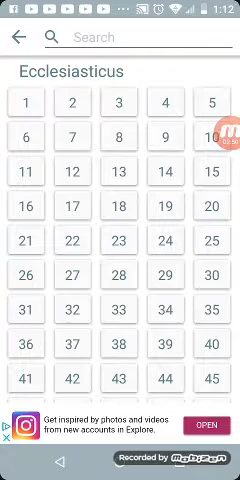 1:12
Search
Ecclesiasticus
1 2 3 4 5
6 7 8 9 10
11 12 13 14 15
16 17 18 19 20
21 22 23 24 25
26 27 28 29 30
31 32 33 34 35
36 37 38 39 40
41 42 43 44 45
Get inspired by photos and videos
from new accounts in Explore.
OPEN
Recorded by mobizen